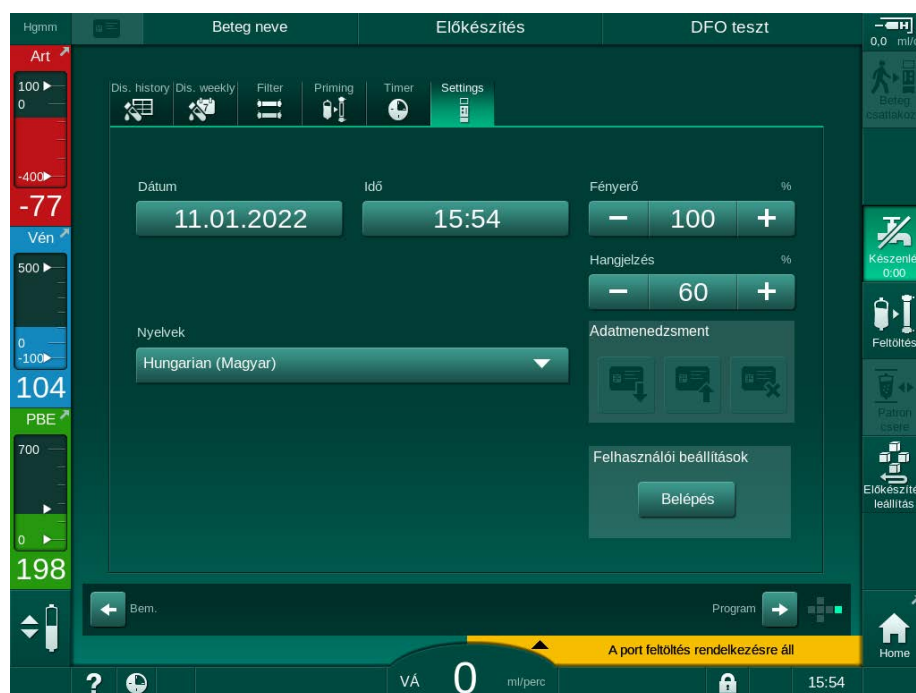 Hgmm
Beteg neve
Előkészítés
DFO teszt
0,0 ml/
Art
100
0
-400
-77
Vén
500
0
-100
104
PBE
700
0
198
Dis. history
Dis. weekly
Filter
Priming
Timer
Settings
Dátum
Idő
Fényerő
%
11.01.2022
15:54
− 100 +
Hangjelzés
%
− 60 +
Nyelvek
Adatmenedzsment
Hungarian (Magyar)
Felhasználói beállítások
Belépés
Bem.
Program
A port feltöltés rendelkezésre áll
?
VÁ
0
ml/perc
15:54
Beteg
csatlakoz
Készenlé
0:00
Feltöltés
Patron
csere
Előkészíté
leállítás
Home